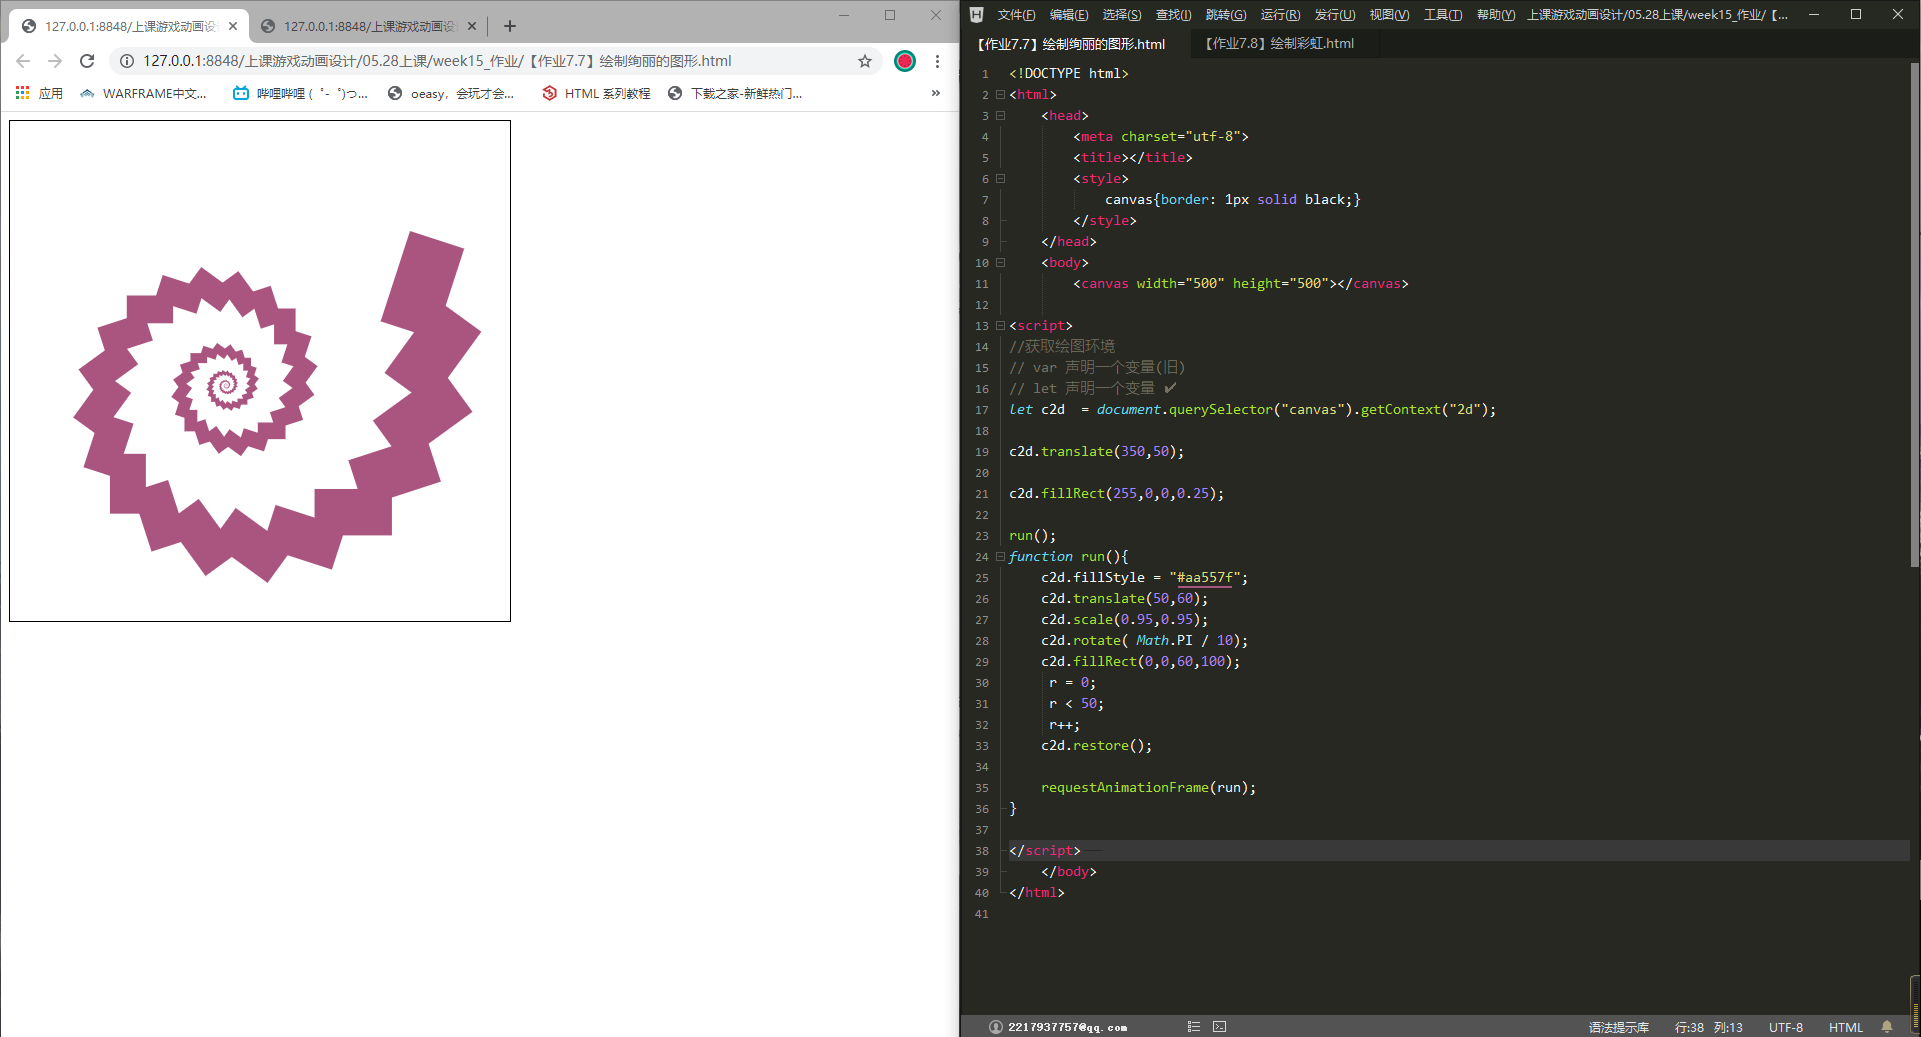 127.0.0.1:8848/上课游戏动画设
127.0.0.1:8848/上课游戏动画设
127.0.0.1:8848/上课游戏动画设计/05.28上课/week15_作业/【作业7.7】绘制绚丽的图形.html
应用
WARFRAME中文...
哔哩哔哩 (゜-゜)つ...
oeasy，会玩才会...
HTML 系列教程
下载之家-新鲜热门...
»
文件(F) 编辑(E) 选择(S) 查找(I) 跳转(G) 运行(R) 发行(U) 视图(V) 工具(T) 帮助(Y) 上课游戏动画设计/05.28上课/week15_作业/【...
【作业7.7】绘制绚丽的图形.html
【作业7.8】绘制彩虹.html
1 <!DOCTYPE html>
2 <html>
3 <head>
4 <meta charset="utf-8">
5 <title></title>
6 <style>
7 canvas{border: 1px solid black;}
8 </style>
9 </head>
10 <body>
11 <canvas width="500" height="500"></canvas>
12
13 <script>
14 //获取绘图环境
15 // var 声明一个变量(旧)
16 // let 声明一个变量 ✔
17 let c2d  = document.querySelector("canvas").getContext("2d");
18
19 c2d.translate(350,50);
20
21 c2d.fillRect(255,0,0,0.25);
22
23 run();
24 function run(){
25 c2d.fillStyle = "#aa557f";
26 c2d.translate(50,60);
27 c2d.scale(0.95,0.95);
28 c2d.rotate( Math.PI / 10);
29 c2d.fillRect(0,0,60,100);
30 r = 0;
31 r < 50;
32 r++;
33 c2d.restore();
34
35 requestAnimationFrame(run);
36 }
37
38 </script>
39 </body>
40 </html>
41
2217937757@qq.com
语法提示库 行:38 列:13 UTF-8 HTML